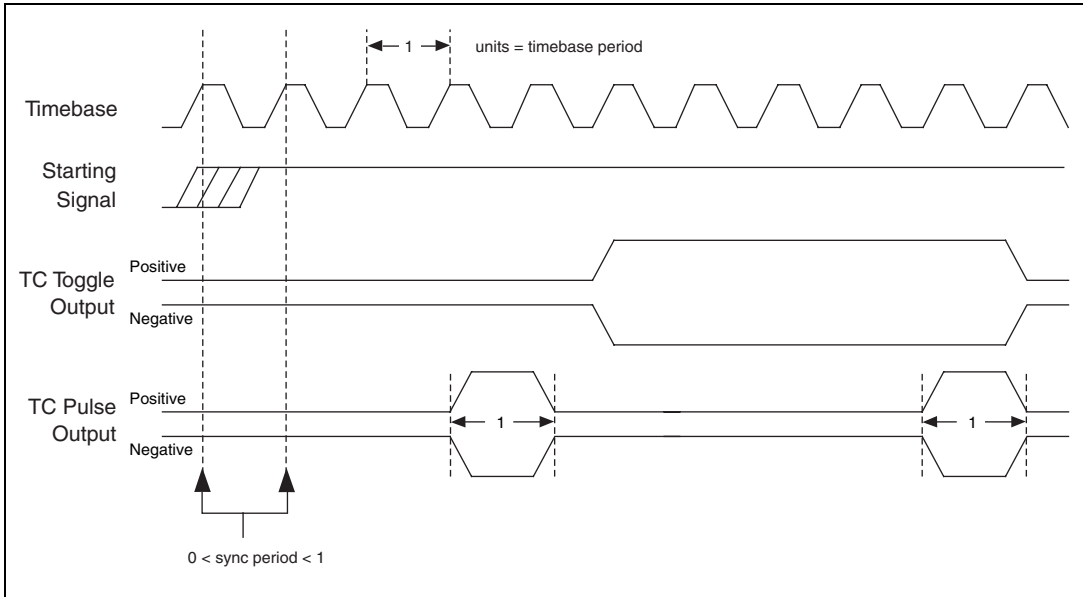 1
units = timebase period
Timebase
Starting
Signal
TC Toggle
Output
Positive
Negative
TC Pulse
Output
Positive
Negative
1
1
0 < sync period < 1